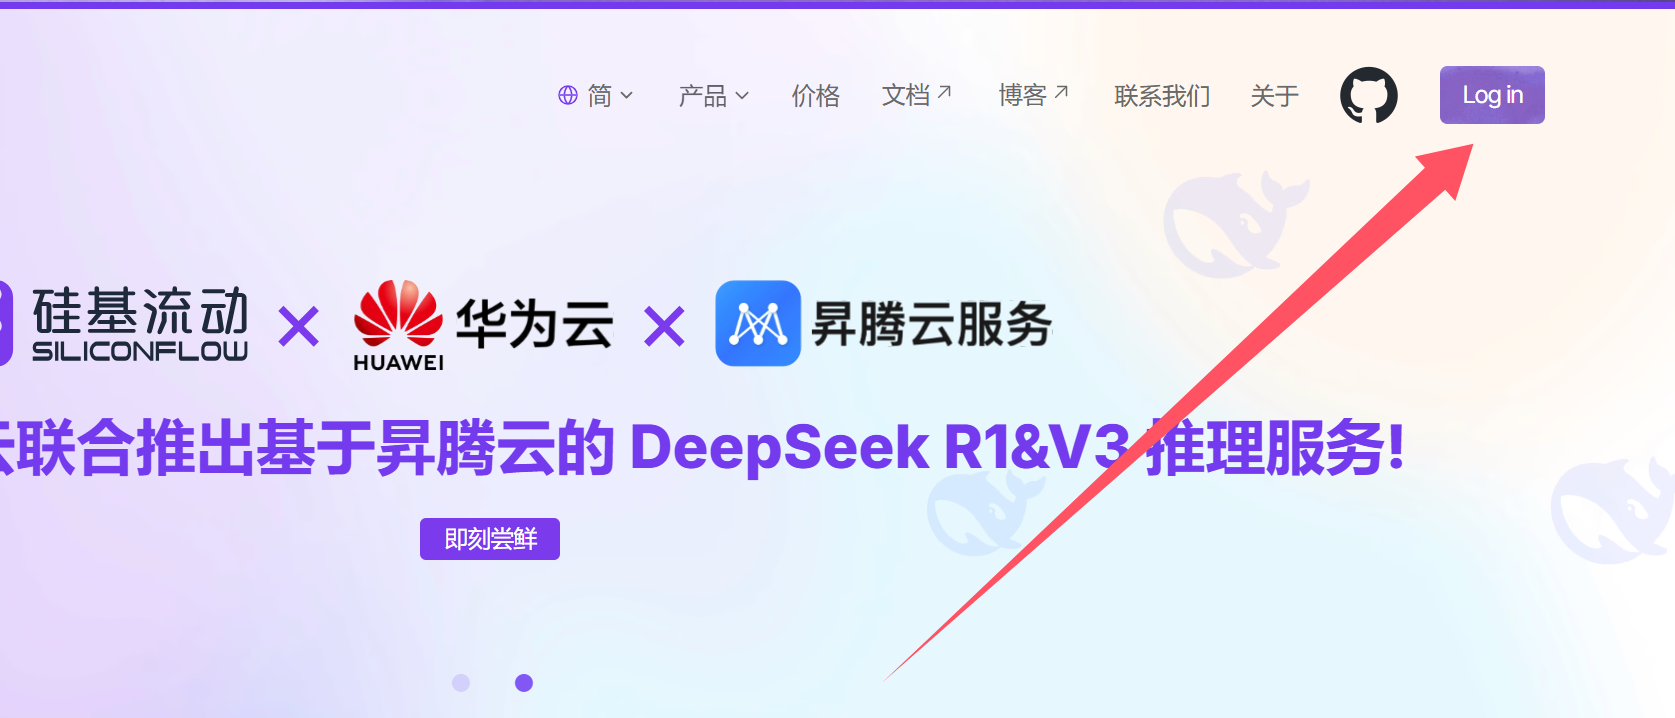 简 产品 价格 文档 博客 联系我们 关于 Log in
硅基流动 × 华为云 × 昇腾云服务
SILICONFLOW HUAWEI
联合推出基于昇腾云的 DeepSeek R1&V3 推理服务!
即刻尝鲜